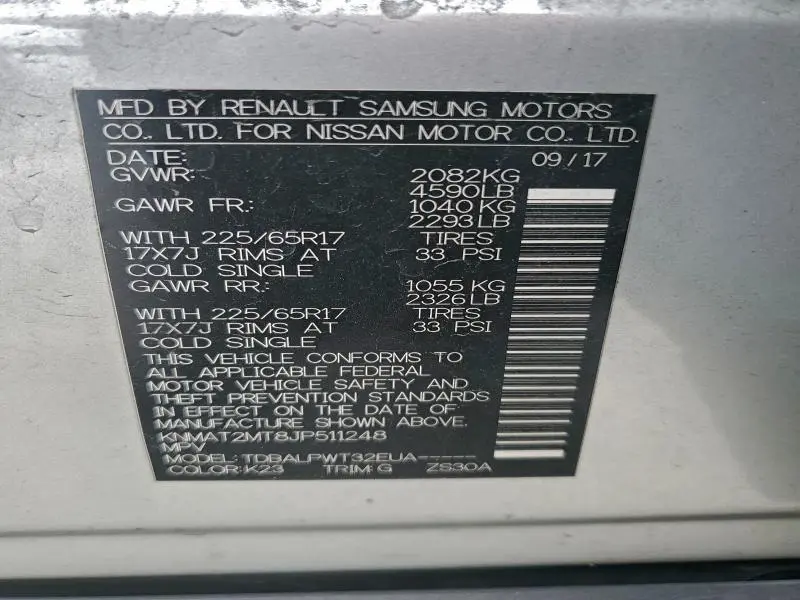 MFD BY RENAULT SAMSUNG MOTORS
CO., LTD. FOR NISSAN MOTOR CO., LTD.
DATE: 09/17
GVWR: 2082KG
4590LB
GAWR FR.: 1040 KG
2293LB
WITH 225/65R17 TIRES
17X7J RIMS AT 33 PSI
COLD SINGLE
GAWR RR.: 1055 KG
2326LB
WITH 225/65R17 TIRES
17X7J RIMS AT 33 PSI
COLD SINGLE
THIS VEHICLE CONFORMS TO
ALL APPLICABLE FEDERAL
MOTOR VEHICLE SAFETY AND
THEFT PREVENTION STANDARDS
IN EFFECT ON THE DATE OF
MANUFACTURE SHOWN ABOVE.
KNMAT2MT8JP511248
MPV
MODEL: TDBALPWT32EUA-----
COLOR: K23 TRIM: G ZS30A